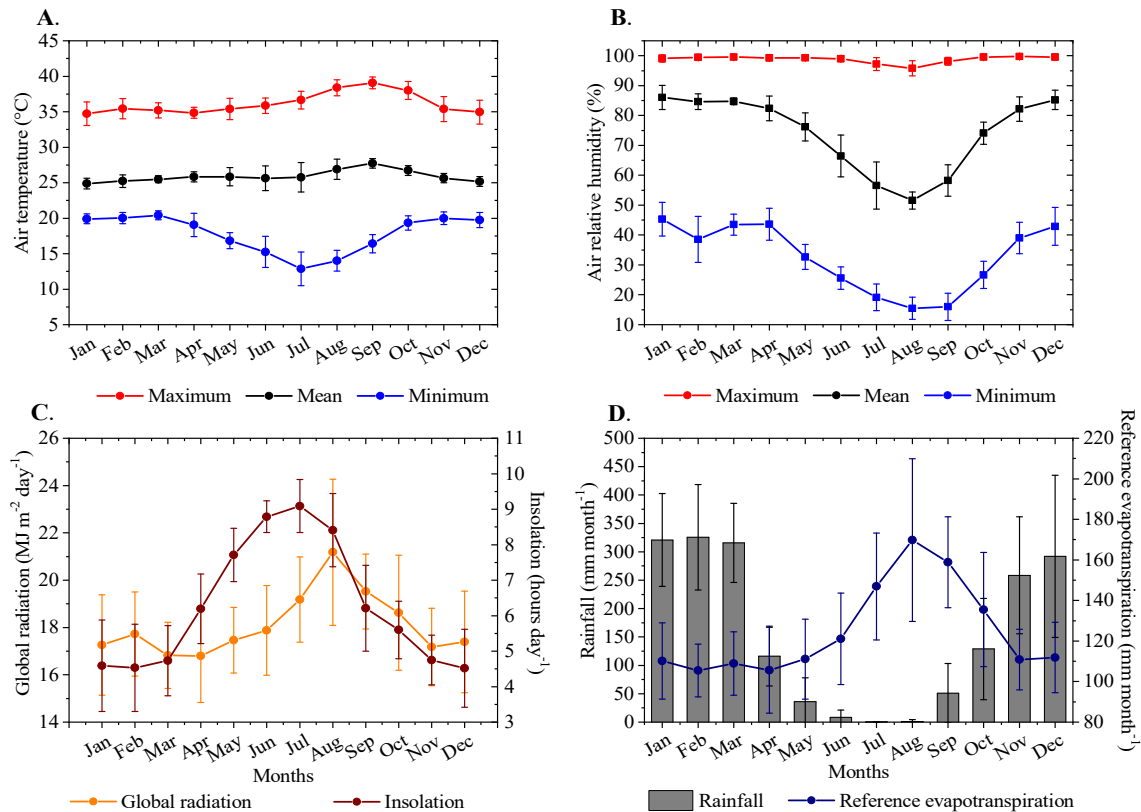 A.
45
40
35
30
25
20
15
10
5
Air temperature (°C)
Jan Feb Mar Apr May Jun Jul Aug Sep Oct Nov Dec
Maximum Mean Minimum
B.
100
90
80
70
60
50
40
30
20
10
Air relative humidity (%)
Jan Feb Mar Apr May Jun Jul Aug Sep Oct Nov Dec
Maximum Mean Minimum
C.
26
24
22
20
18
16
14
Global radiation (MJ m⁻² day⁻¹)
11
10
9
8
7
6
5
4
3
Insolation (hours day⁻¹)
Jan Feb Mar Apr May Jun Jul Aug Sep Oct Nov Dec
Months
Global radiation Insolation
D.
500
450
400
350
300
250
200
150
100
50
0
Rainfall (mm month⁻¹)
220
200
180
160
140
120
100
80
Reference evapotranspiration (mm month⁻¹)
Jan Feb Mar Apr May Jun Jul Aug Sep Oct Nov Dec
Months
Rainfall Reference evapotranspiration